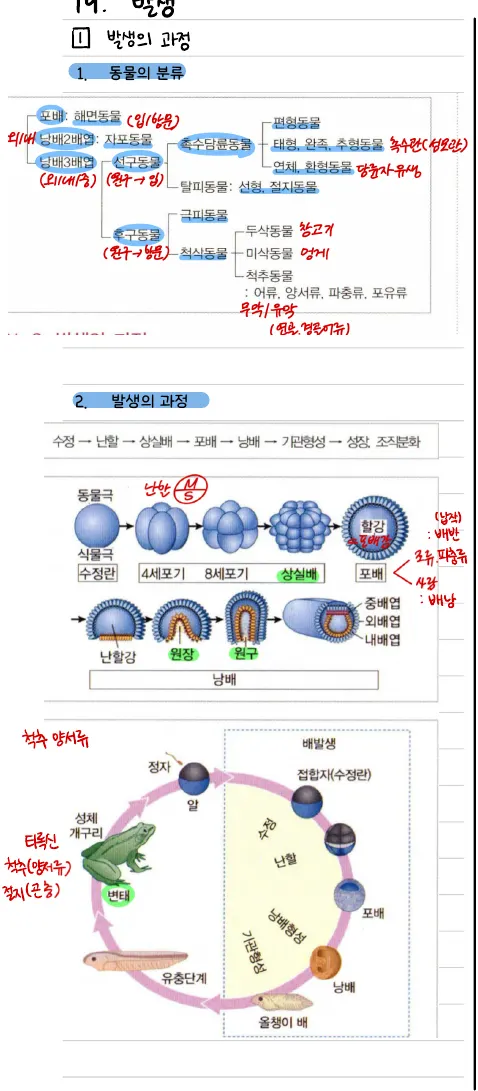 19. 발생
1 발생의 과정
1. 동물의 분류
포배: 해면동물 (입/항문)
외/내 낭배2배엽: 자포동물
낭배3배엽 (외/내/중)
선구동물 (원구→입)
촉수담륜동물
편형동물
태형, 완족, 추형동물 촉수관(섬모관)
연체, 환형동물 담륜자유생
탈피동물: 선형, 절지동물
후구동물 (원구→항문)
극피동물
척삭동물
두삭동물 창고기
미삭동물 멍게
척추동물
: 어류, 양서류, 파충류, 포유류
무악/유악
(연골, 경골어류)
2. 발생의 과정
수정 → 난할 → 상실배 → 포배 → 낭배 → 기관형성 → 성장, 조직분화
동물극
식물극
수정란
난할 M/S
4세포기 8세포기 상실배
할강
=포배강
포배
(납작)
: 배반
조류, 파충류
사람
: 배낭
난할강
원장
원구
중배엽
외배엽
내배엽
낭배
척추 양서류
배발생
정자
알
접합자(수정란)
성체
개구리
수정
난할
티록신
척추(양서류)
절지(곤충)
변태
포배
낭배형성
기관형성
낭배
유충단계
올챙이 배